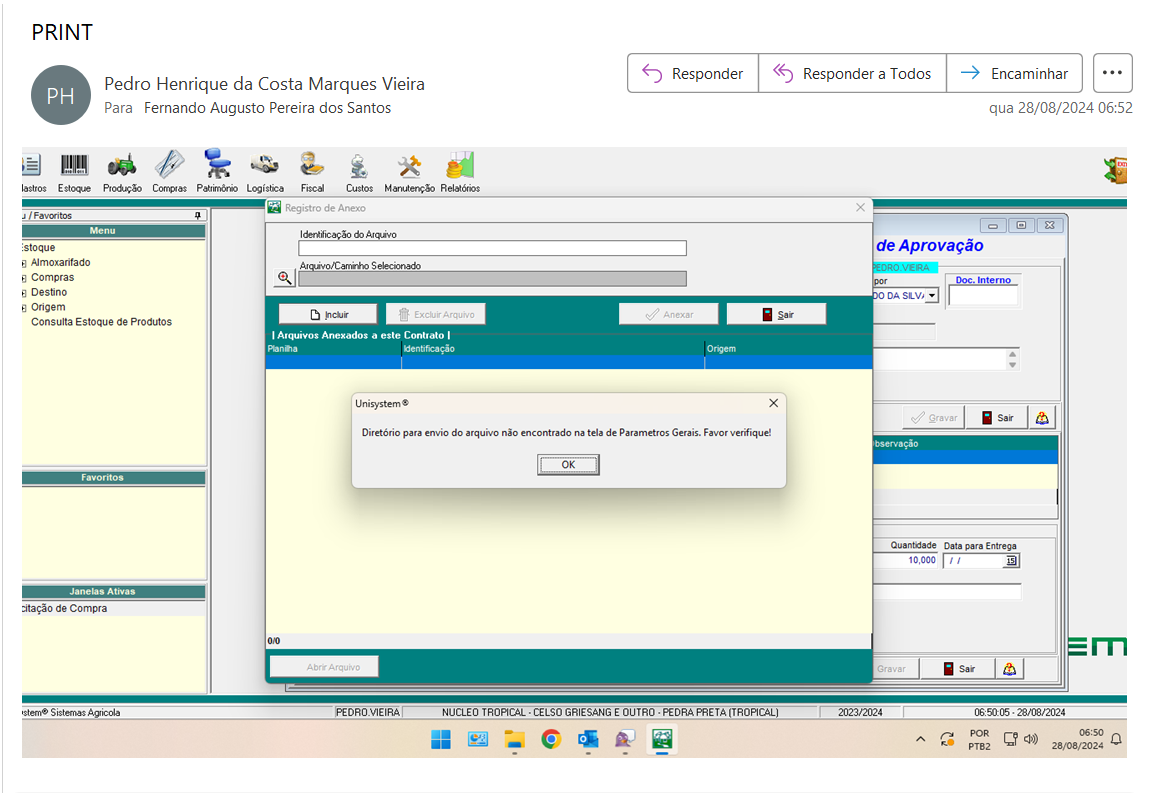 PRINT
PH
Pedro Henrique da Costa Marques Vieira
Para Fernando Augusto Pereira dos Santos
Responder
Responder a Todos
Encaminhar
qua 28/08/2024 06:52
lastros Estoque Produção Compras Patrimônio Logística Fiscal Custos Manutenção Relatórios
u / Favoritos
Menu
Estoque
Almoxarifado
Compras
Destino
Origem
Consulta Estoque de Produtos
Favoritos
Janelas Ativas
citação de Compra
Registro de Anexo
Identificação do Arquivo
Arquivo/Caminho Selecionado
Incluir Excluir Arquivo Anexar Sair
| Arquivos Anexados a este Contrato |
Planilha Identificação Origem
Unisystem®
Diretório para envio do arquivo não encontrado na tela de Parametros Gerais. Favor verifique!
OK
0/0
Abrir Arquivo
de Aprovação
PEDRO.VIEIRA
por
Doc. Interno
DO DA SILV
Gravar Sair
bservação
Quantidade Data para Entrega
10,000 / / 15
Gravar Sair
EM
stem® Sistemas Agricola
PEDRO.VIEIRA
NUCLEO TROPICAL - CELSO GRIESANG E OUTRO - PEDRA PRETA (TROPICAL)
2023/2024
06:50:05 - 28/08/2024
POR
PTB2
06:50
28/08/2024